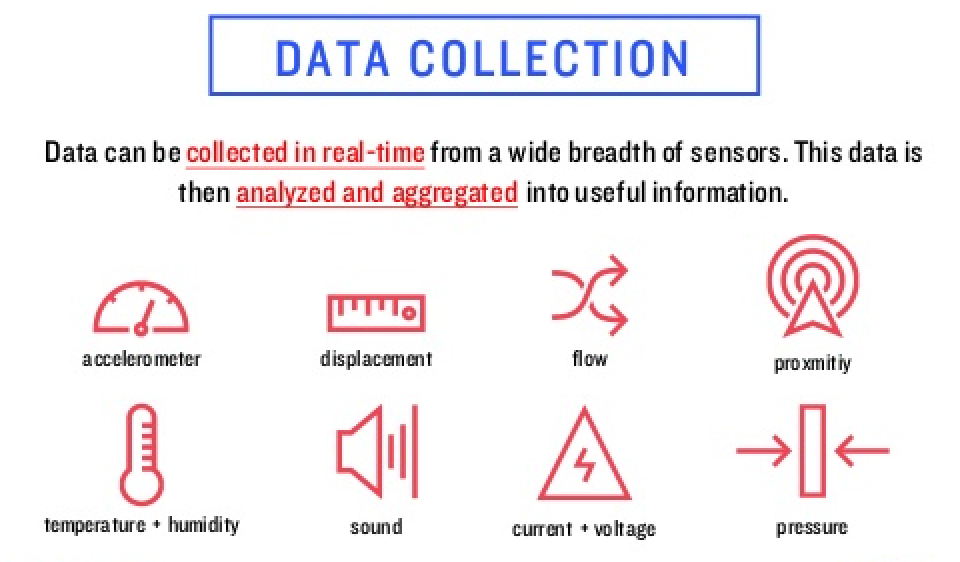 DATA COLLECTION
Data can be collected in real-time from a wide breadth of sensors. This data is
then analyzed and aggregated into useful information.
accelerometer
displacement
flow
proxmitiy
temperature + humidity
sound
current + voltage
pressure